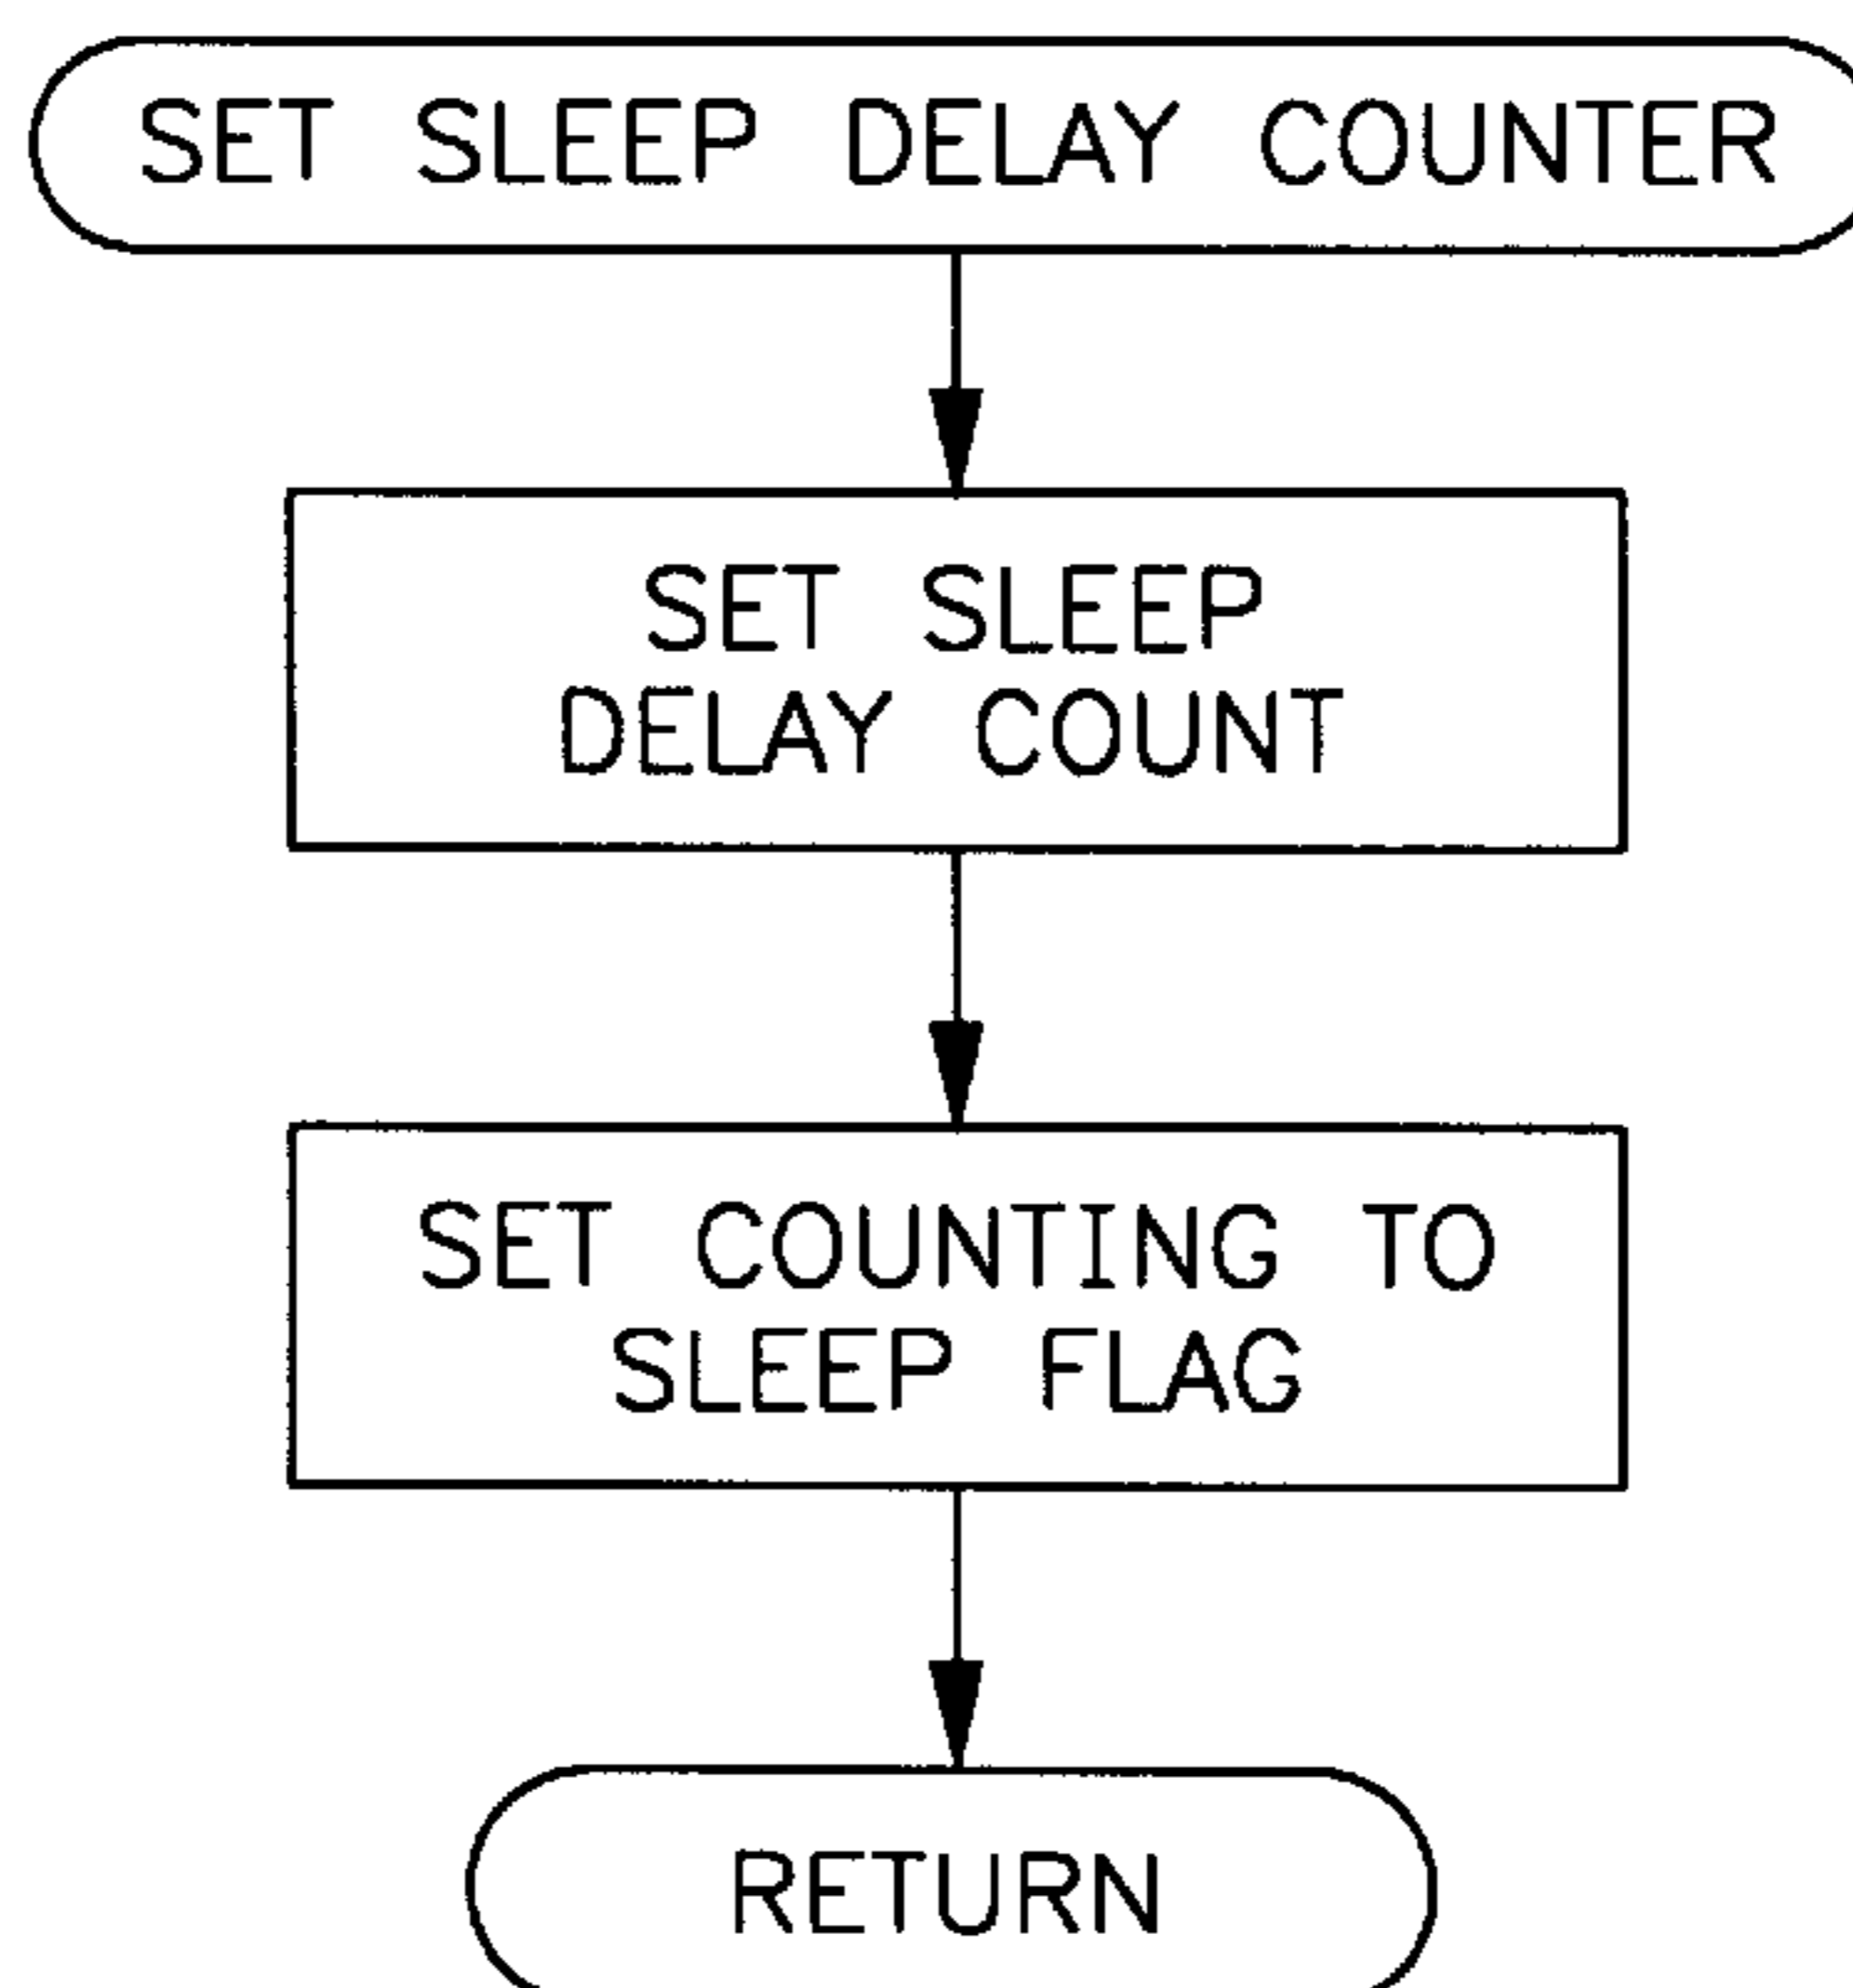 SET SLEEP DELAY COUNTER
SET SLEEP
DELAY COUNT
SET COUNTING TO
SLEEP FLAG
RETURN